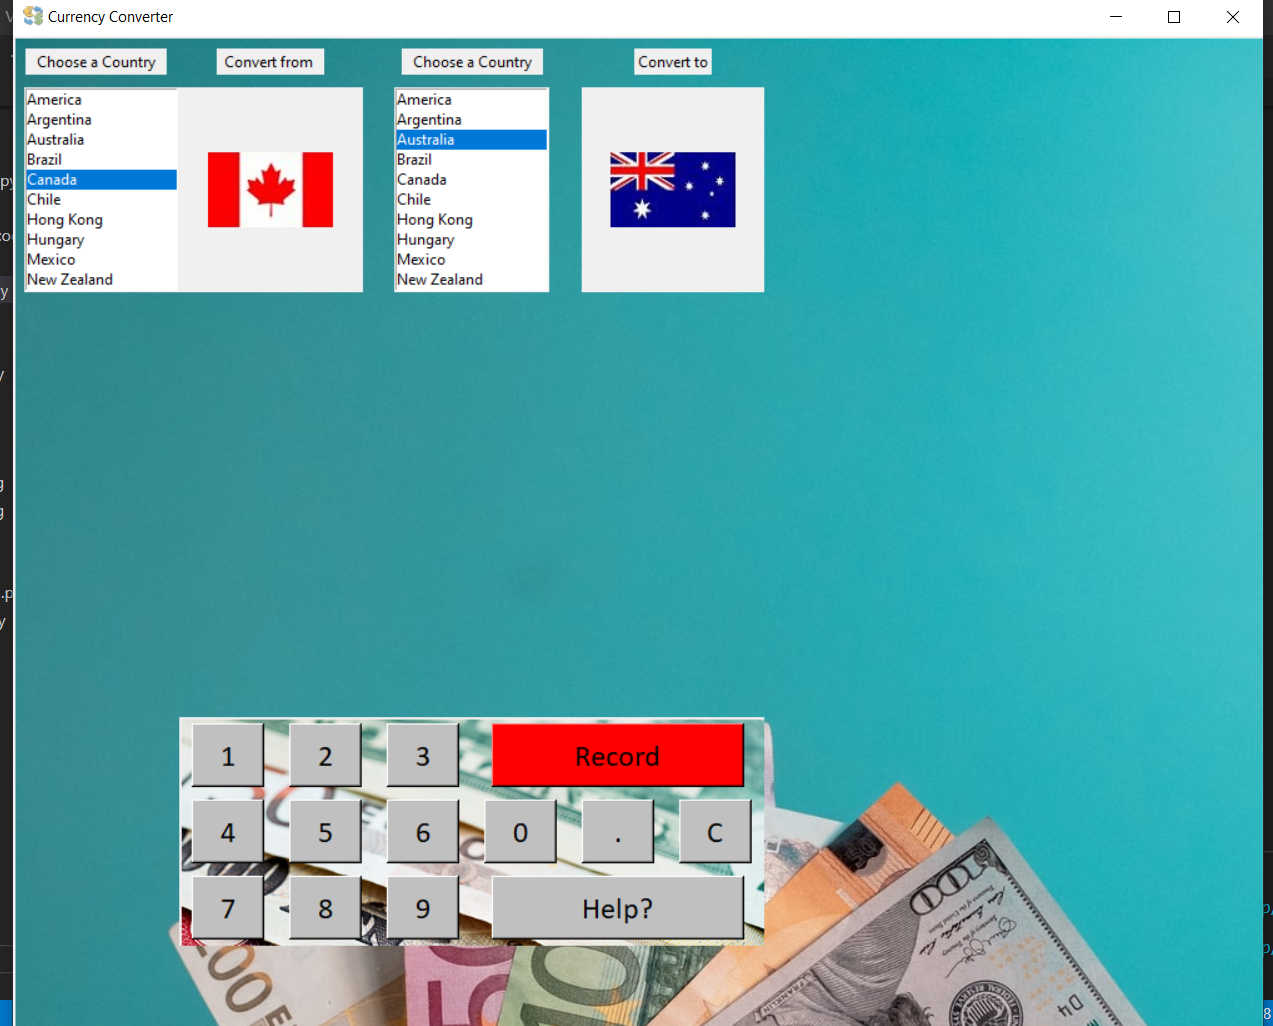 Currency Converter
Choose a Country
Convert from
Choose a Country
Convert to
America
Argentina
Australia
Brazil
Canada
Chile
Hong Kong
Hungary
Mexico
New Zealand
America
Argentina
Australia
Brazil
Canada
Chile
Hong Kong
Hungary
Mexico
New Zealand
1 2 3 Record
4 5 6 0 . C
7 8 9 Help?
100